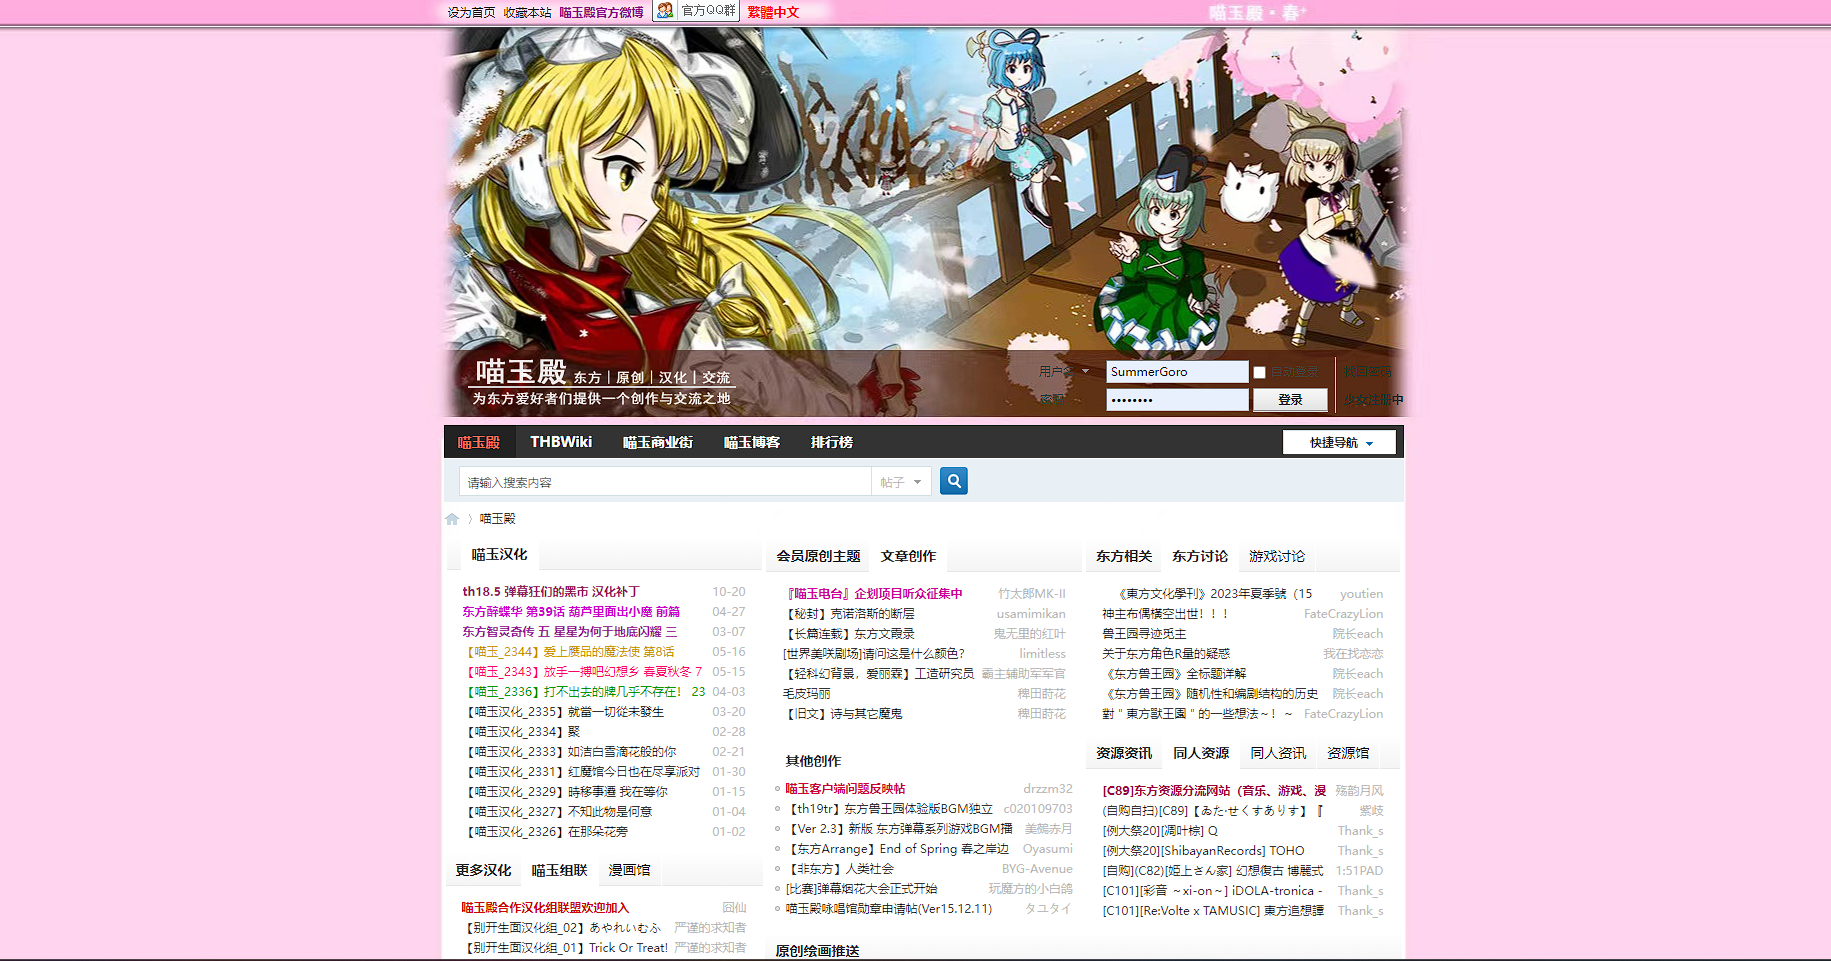 设为首页 收藏本站 喵玉殿官方微博 官方QQ群 繁體中文
喵玉殿·春⁺
喵玉殿 东方｜原创｜汉化｜交流
为东方爱好者们提供一个创作与交流之地
用户名 SummerGoro 自动登录 找回密码
密码 •••••••• 登录 少女注册中
喵玉殿 THBWiki 喵玉商业街 喵玉博客 排行榜 快捷导航
请输入搜索内容 帖子
喵玉殿
喵玉汉化
th18.5 弹幕狂们的黑市 汉化补丁 10-20
东方醉蝶华 第39话 葫芦里面出小魔 前篇 04-27
东方智灵奇传 五 星星为何于地底闪耀 三 03-07
【喵玉_2344】爱上赝品的魔法使 第8话 05-16
【喵玉_2343】放手一搏吧幻想乡 春夏秋冬 7 05-15
【喵玉_2336】打不出去的牌几乎不存在！ 23 04-03
【喵玉汉化_2335】就當一切從未發生 03-20
【喵玉汉化_2334】聚 02-28
【喵玉汉化_2333】如洁白雪滴花般的你 02-21
【喵玉汉化_2331】红魔馆今日也在尽享派对 01-30
【喵玉汉化_2329】時移事遷 我在等你 01-15
【喵玉汉化_2327】不知此物是何意 01-04
【喵玉汉化_2326】在那朵花旁 01-02
更多汉化 喵玉组联 漫画馆
喵玉殿合作汉化组联盟欢迎加入 囧仙
【别开生面汉化组_02】あやれいむふ 严谨的求知者
【别开生面汉化组_01】Trick Or Treat! 严谨的求知者
会员原创主题 文章创作
『喵玉电台』企划项目听众征集中 竹太郎MK-II
【秘封】克诺洛斯的断层 usamimikan
【长篇连载】东方文霞录 鬼无里的红叶
[世界美咲剧场]请问这是什么颜色？ limitless
【轻科幻背景，爱丽霖】工造研究员 霸主辅助军军官
毛皮玛丽 稗田莳花
【旧文】诗与其它魔鬼 稗田莳花
其他创作
喵玉客户端问题反映帖 drzzm32
【th19tr】东方兽王园体验版BGM独立 c020109703
【Ver 2.3】新版 东方弹幕系列游戏BGM播 美鵺赤月
【东方Arrange】End of Spring 春之岸边 Oyasumi
【非东方】人类社会 BYG-Avenue
[比赛]弹幕烟花大会正式开始 玩魔方的小白鸽
喵玉殿咏唱馆勋章申请帖(Ver15.12.11) タユタイ
原创绘画推送
东方相关 东方讨论 游戏讨论
《東方文化學刊》2023年夏季號（15 youtien
神主布偶横空出世！！！ FateCrazyLion
兽王园寻迹觅主 院长each
关于东方角色R量的疑惑 我在找恋恋
《东方兽王园》全标题详解 院长each
《东方兽王园》随机性和编剧结构的历史 院长each
對＂東方獸王園＂的一些想法～！～ FateCrazyLion
资源资讯 同人资源 同人资讯 资源馆
[C89]东方资源分流网站（音乐、游戏、漫 殇韵月风
(自购自扫)[C89]【ゐた·せくすありす】『 紫歧
[例大祭20][凋叶棕] Q Thank_s
[例大祭20][ShibayanRecords] TOHO Thank_s
[自购](C82)[姫上さん家] 幻想復古 博麗式 1:51PAD
[C101][彩音 ～xi-on～] iDOLA-tronica - Thank_s
[C101][Re:Volte x TAMUSIC] 東方追想譚 Thank_s